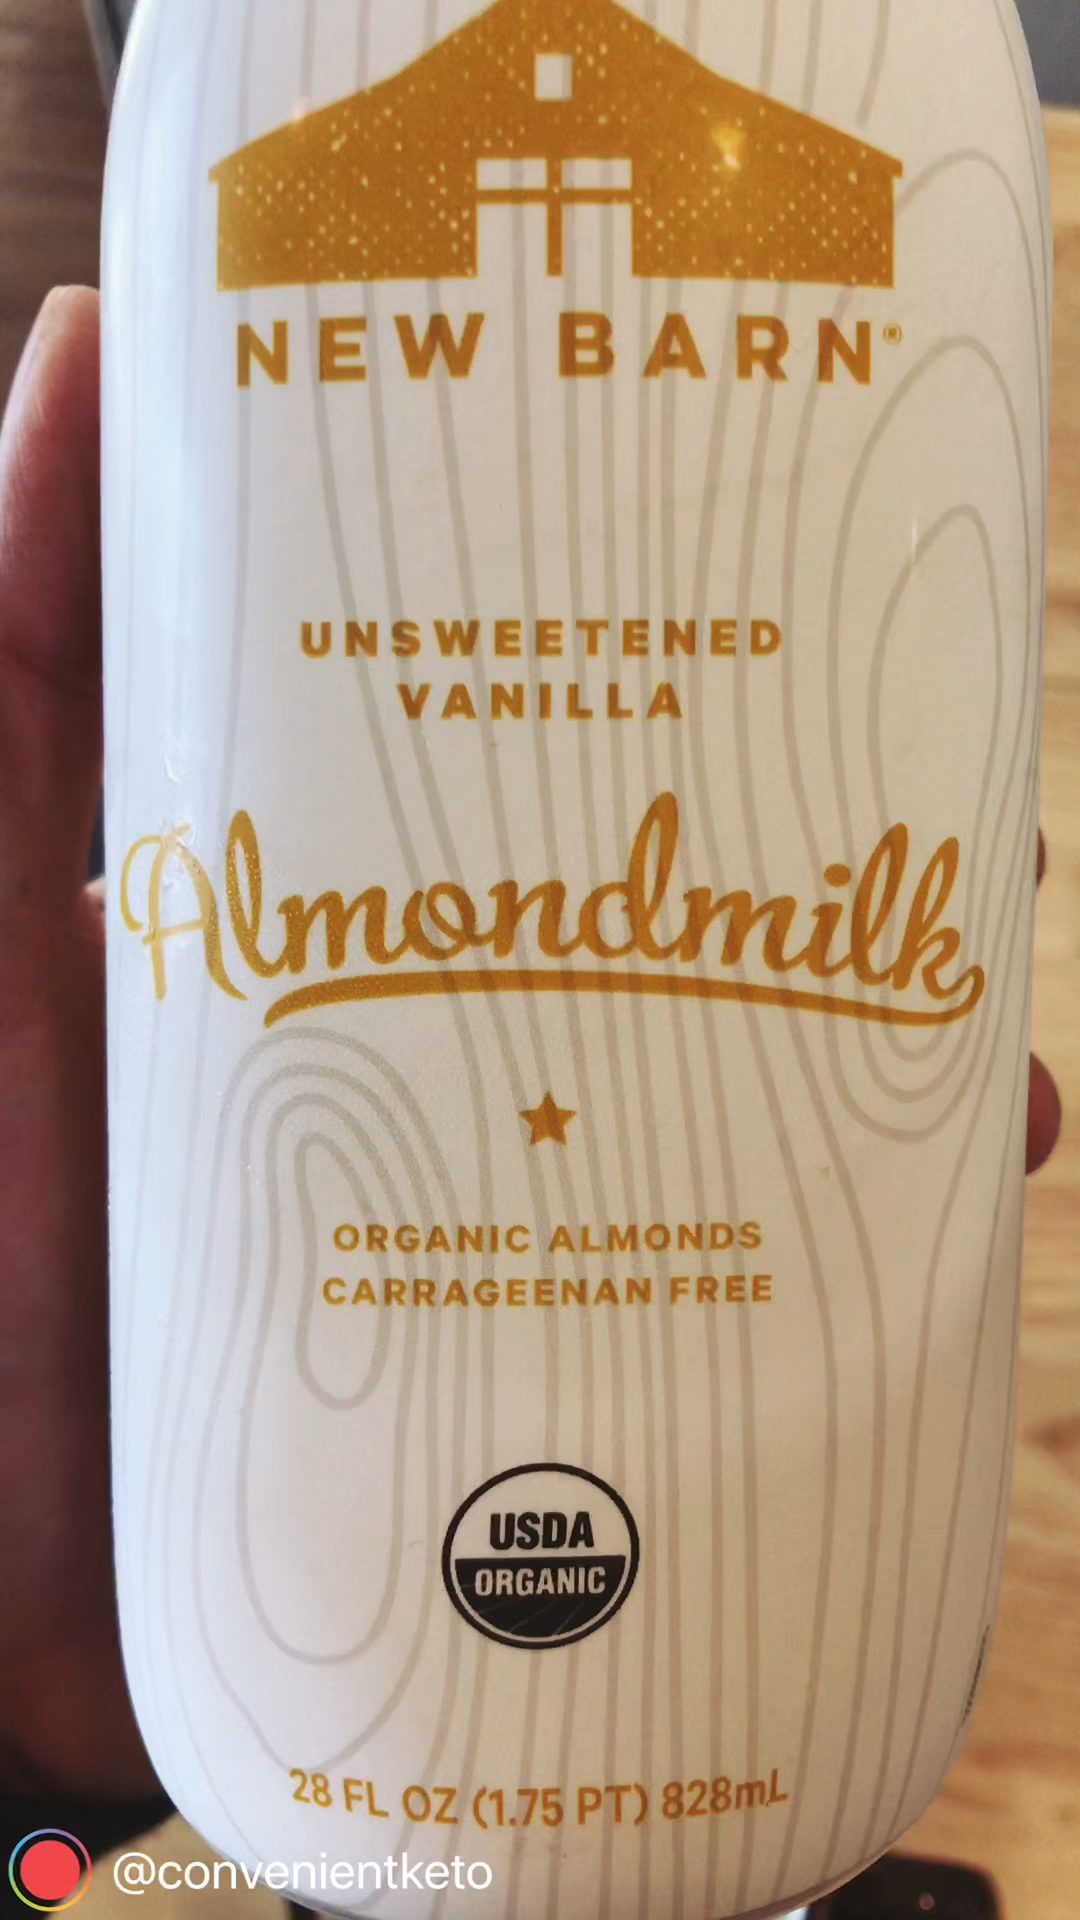 NEW BARN®
UNSWEETENED
VANILLA
Almondmilk
ORGANIC ALMONDS
CARRAGEENAN FREE
USDA
ORGANIC
28 FL OZ (1.75 PT) 828mL
@convenientketo